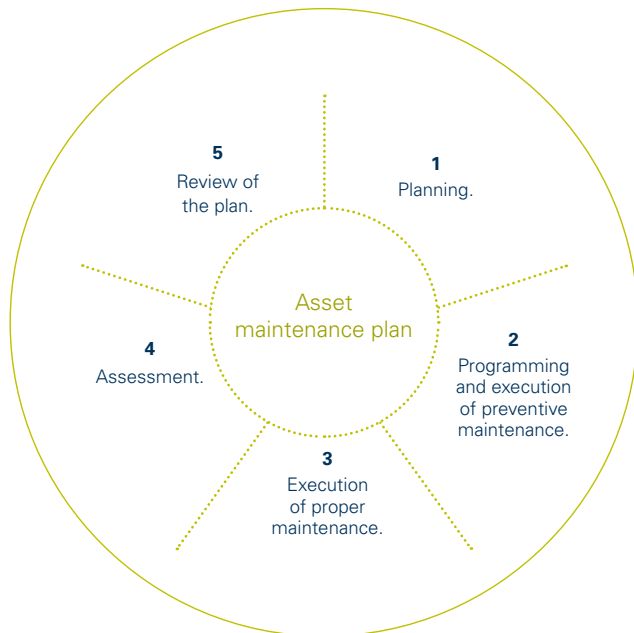 Asset
maintenance plan
1
Planning.
2
Programming
and execution
of preventive
maintenance.
3
Execution
of proper
maintenance.
4
Assessment.
5
Review of
the plan.